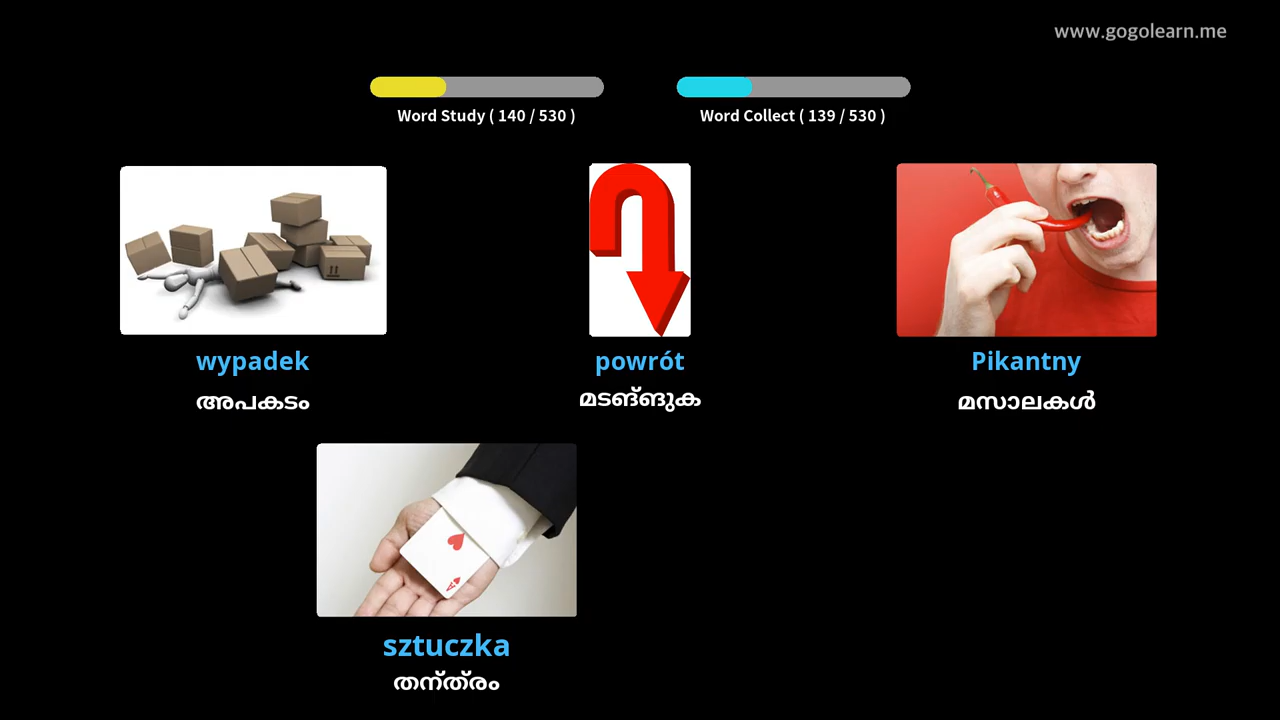 www.gogolearn.me
Word Study ( 140 / 530 )
Word Collect ( 139 / 530 )
wypadek
powrót
Pikantny
അപകടം
മടങ്ങുക
മസാലകൾ
sztuczka
തന്ത്രം